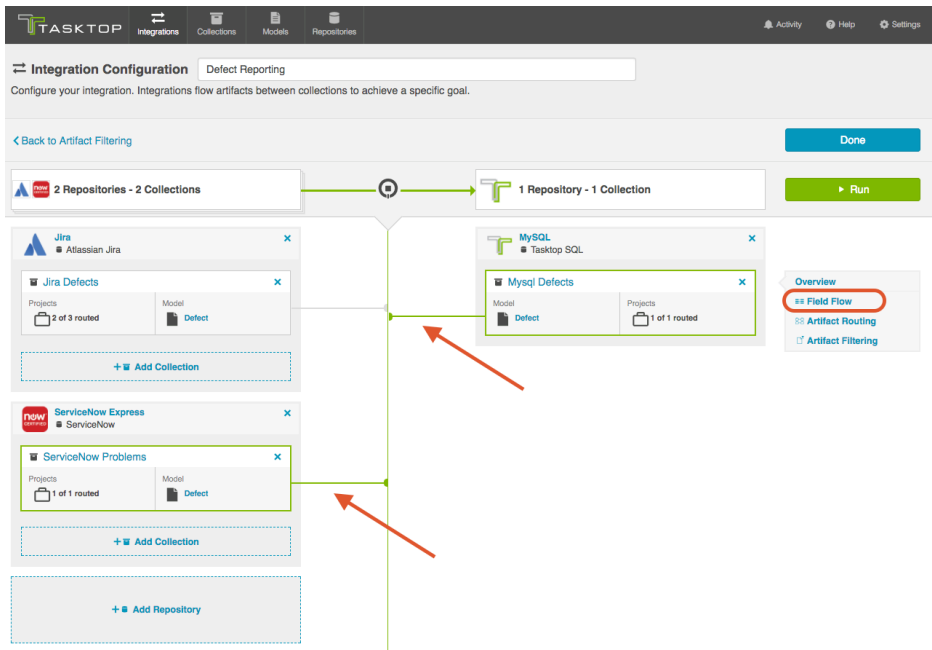 TASKTOP
Integrations
Collections
Models
Repositories
Activity
Help
Settings
Integration Configuration
Defect Reporting
Configure your integration. Integrations flow artifacts between collections to achieve a specific goal.
Back to Artifact Filtering
Done
now
2 Repositories - 2 Collections
1 Repository - 1 Collection
Run
Jira
Atlassian Jira
Jira Defects
Projects
2 of 3 routed
Model
Defect
+ Add Collection
MySQL
Tasktop SQL
Mysql Defects
Model
Defect
Projects
1 of 1 routed
Overview
Field Flow
Artifact Routing
Artifact Filtering
now
CERTIFIED
ServiceNow Express
ServiceNow
ServiceNow Problems
Projects
1 of 1 routed
Model
Defect
+ Add Collection
+ Add Repository